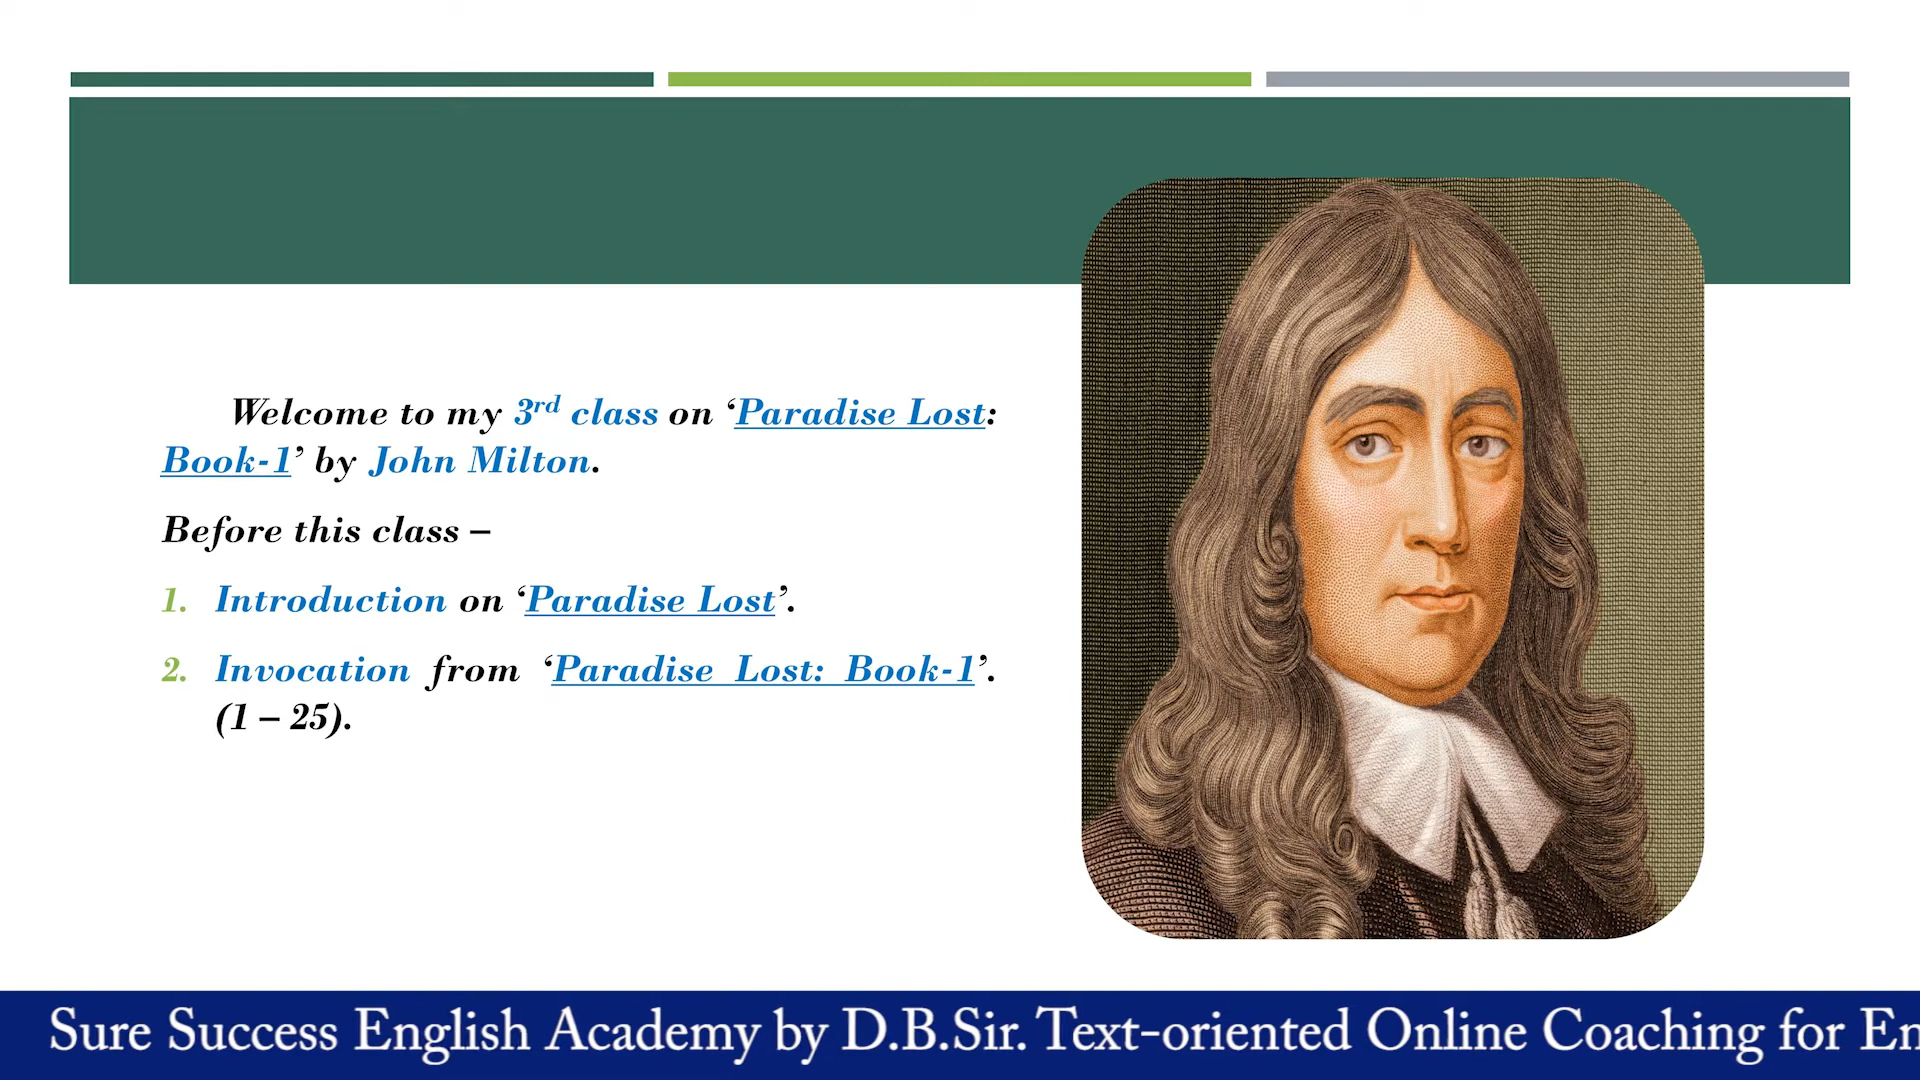 Welcome to my 3rd class on ‘Paradise Lost:
Book-1’ by John Milton.
Before this class –
1. Introduction on ‘Paradise Lost’.
2. Invocation from ‘Paradise Lost: Book-1’.
(1 – 25).
Sure Success English Academy by D.B.Sir. Text-oriented Online Coaching for En